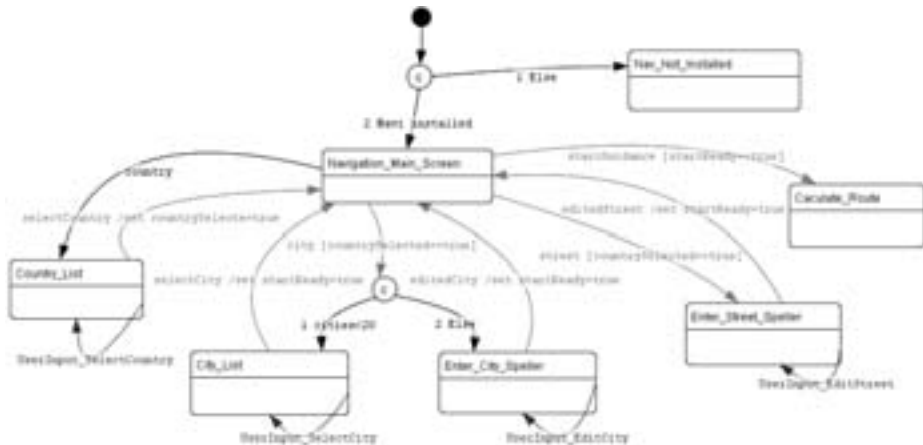 c
1 Else
Nav_Not_Installed
2 Navi installed
Navigation_Main_Screen
startGuidance [startReady==true]
country
Caculate_Route
selectCountry /set countrySelecte=true
editedStreet /set startReady=true
city [countrySelected==true]
street [countrySelected==true]
Country_List
selectCity /set startReady=true
c
editedCity /set startReady=true
Enter_Street_Speller
1 cities<20
2 Else
UserInput_SelectCountry
City_List
Enter_City_Speller
UserInput_EditStreet
UserInput_SelectCity
UserInput_EditCity